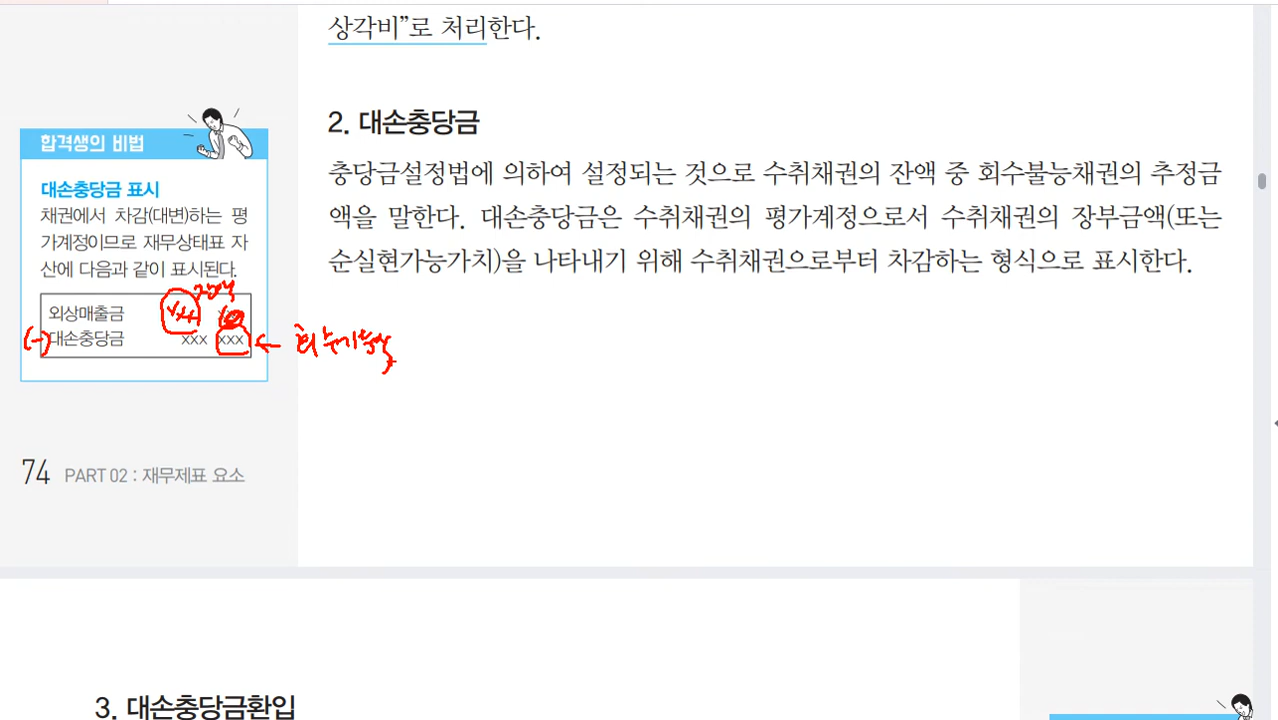 상각비”로 처리한다.
2. 대손충당금
충당금설정법에 의하여 설정되는 것으로 수취채권의 잔액 중 회수불능채권의 추정금
액을 말한다. 대손충당금은 수취채권의 평가계정으로서 수취채권의 장부금액(또는
순실현가능가치)을 나타내기 위해 수취채권으로부터 차감하는 형식으로 표시한다.
합격생의 비법
대손충당금 표시
채권에서 차감(대변)하는 평
가계정이므로 재무상태표 자
산에 다음과 같이 표시된다.
외상매출금 xxx
(-)대손충당금 xxx xxx ←
74 PART 02 : 재무제표 요소
3. 대손충당금환입